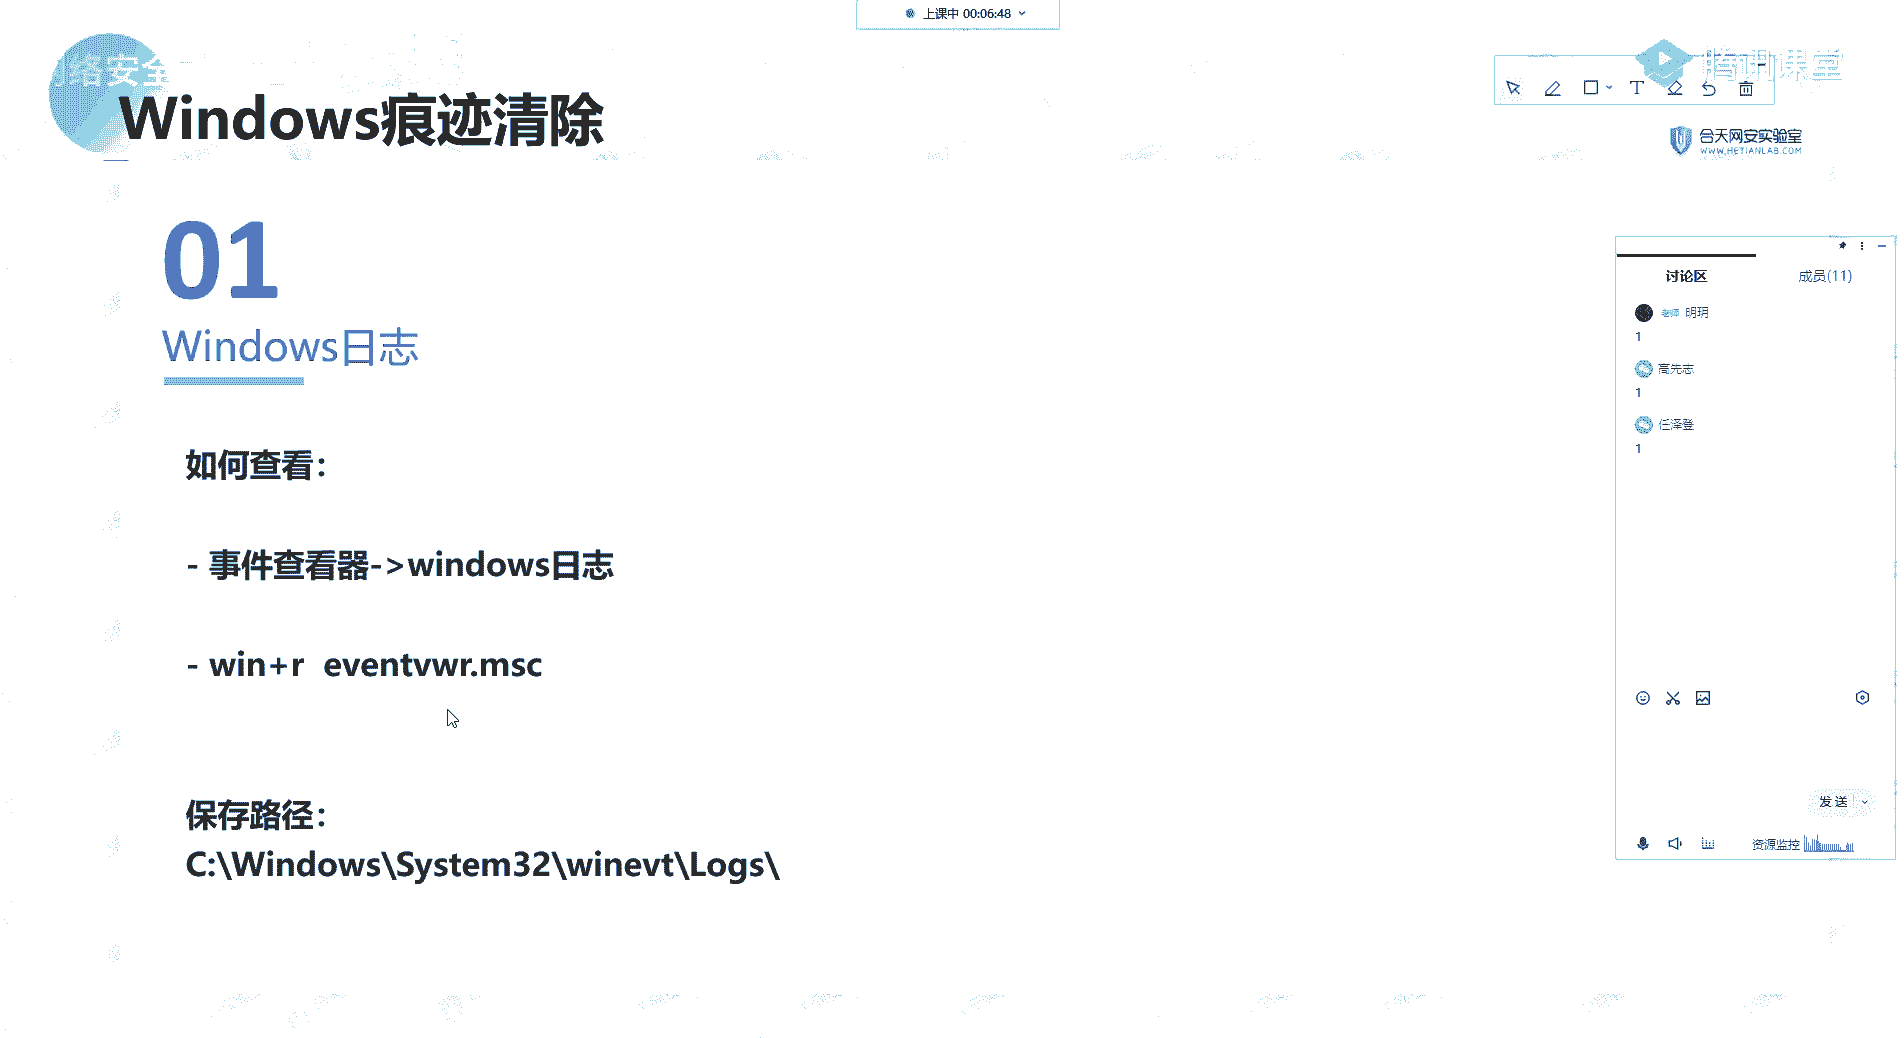 上课中 00:06:48
网络安全
腾讯课堂
Windows痕迹清除
T
合天网安实验室
WWW.HETIANLAB.COM
01
Windows日志
如何查看：
- 事件查看器->windows日志
- win+r eventvwr.msc
保存路径：
C:\Windows\System32\winevt\Logs\
讨论区 成员(11)
老师 明玥
1
高先志
1
任泽登
1
发送
资源监控